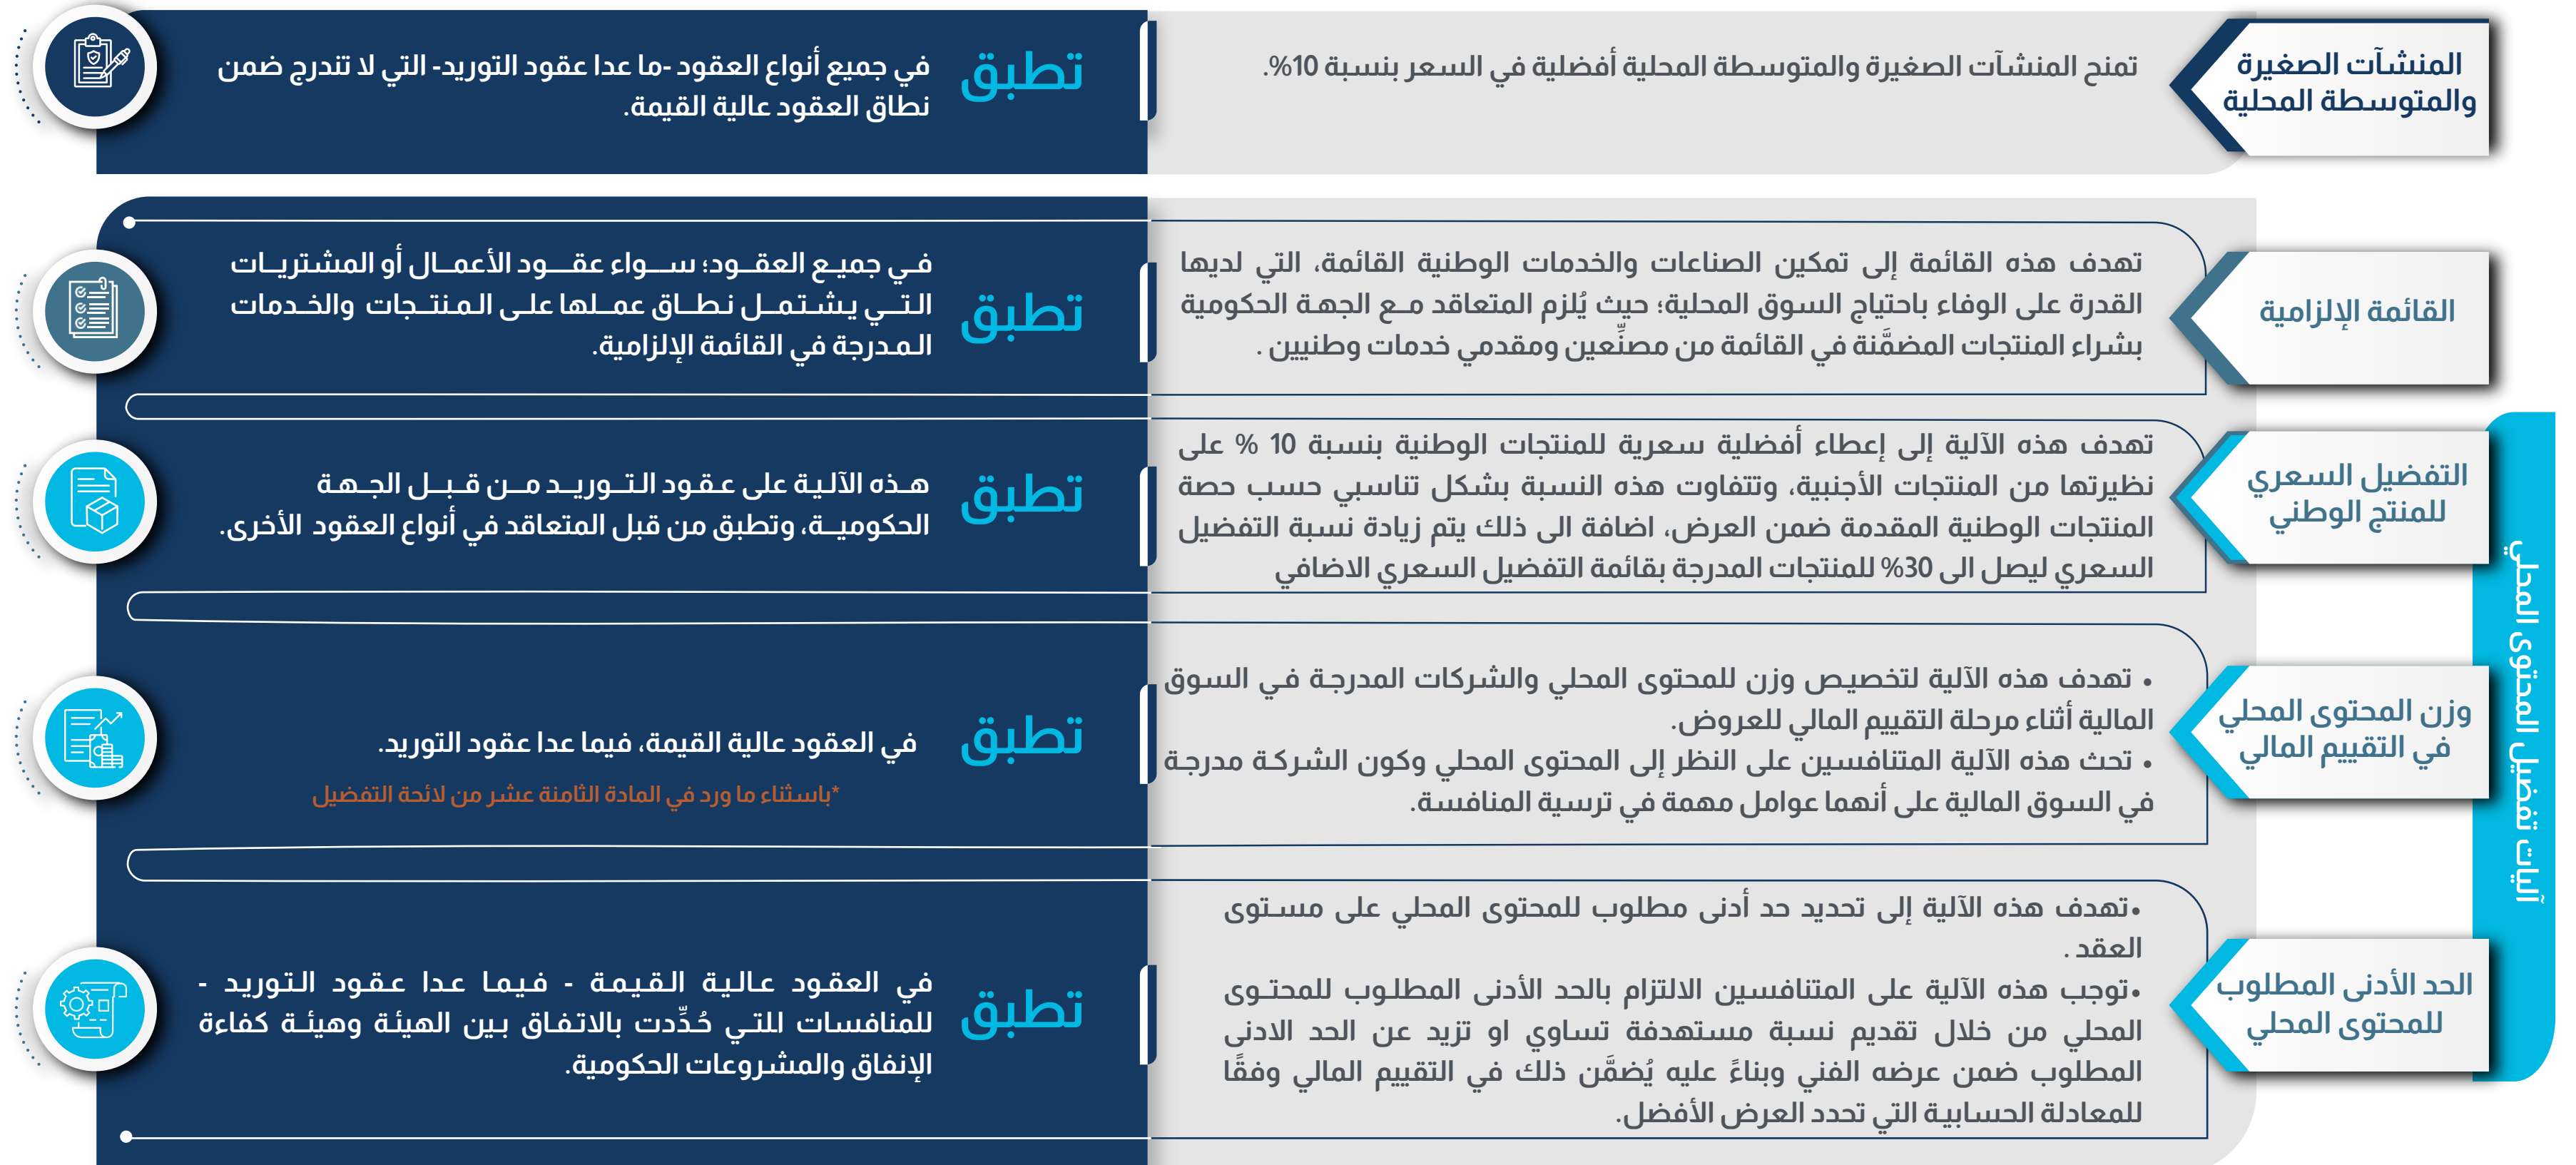 المنشآت الصغيرة
والمتوسطة المحلية
تمنح المنشآت الصغيرة والمتوسطة المحلية أفضلية في السعر بنسبة 10%.
تطبق
في جميع أنواع العقود -ما عدا عقود التوريد- التي لا تندرج ضمن
نطاق العقود عالية القيمة.
آليات تفضيل المحتوى المحلي
القائمة الإلزامية
تهدف هذه القائمة إلى تمكين الصناعات والخدمات الوطنية القائمة، التي لديها
القدرة على الوفاء باحتياج السوق المحلية؛ حيث يُلزم المتعاقد مع الجهة الحكومية
بشراء المنتجات المضمَّنة في القائمة من مصنِّعين ومقدمي خدمات وطنيين .
تطبق
في جميع العقود؛ سواء عقود الأعمال أو المشتريات
التي يشتمل نطاق عملها على المنتجات والخدمات
المدرجة في القائمة الإلزامية.
التفضيل السعري
للمنتج الوطني
تهدف هذه الآلية إلى إعطاء أفضلية سعرية للمنتجات الوطنية بنسبة 10 % على
نظيرتها من المنتجات الأجنبية، وتتفاوت هذه النسبة بشكل تناسبي حسب حصة
المنتجات الوطنية المقدمة ضمن العرض، اضافة الى ذلك يتم زيادة نسبة التفضيل
السعري ليصل الى 30% للمنتجات المدرجة بقائمة التفضيل السعري الاضافي
تطبق
هذه الآلية على عقود التوريد من قبل الجهة
الحكومية، وتطبق من قبل المتعاقد في أنواع العقود الأخرى.
وزن المحتوى المحلي
في التقييم المالي
• تهدف هذه الآلية لتخصيص وزن للمحتوى المحلي والشركات المدرجة في السوق
المالية أثناء مرحلة التقييم المالي للعروض.
• تحث هذه الآلية المتنافسين على النظر إلى المحتوى المحلي وكون الشركة مدرجة
في السوق المالية على أنهما عوامل مهمة في ترسية المنافسة.
تطبق
في العقود عالية القيمة، فيما عدا عقود التوريد.
*باستثناء ما ورد في المادة الثامنة عشر من لائحة التفضيل
الحد الأدنى المطلوب
للمحتوى المحلي
•تهدف هذه الآلية إلى تحديد حد أدنى مطلوب للمحتوى المحلي على مستوى
العقد .
•توجب هذه الآلية على المتنافسين الالتزام بالحد الأدنى المطلوب للمحتوى
المحلي من خلال تقديم نسبة مستهدفة تساوي او تزيد عن الحد الادنى
المطلوب ضمن عرضه الفني وبناءً عليه يُضمَّن ذلك في التقييم المالي وفقًا
للمعادلة الحسابية التي تحدد العرض الأفضل.
تطبق
في العقود عالية القيمة - فيما عدا عقود التوريد -
للمنافسات للتي حُدِّدت بالاتفاق بين الهيئة وهيئة كفاءة
الإنفاق والمشروعات الحكومية.